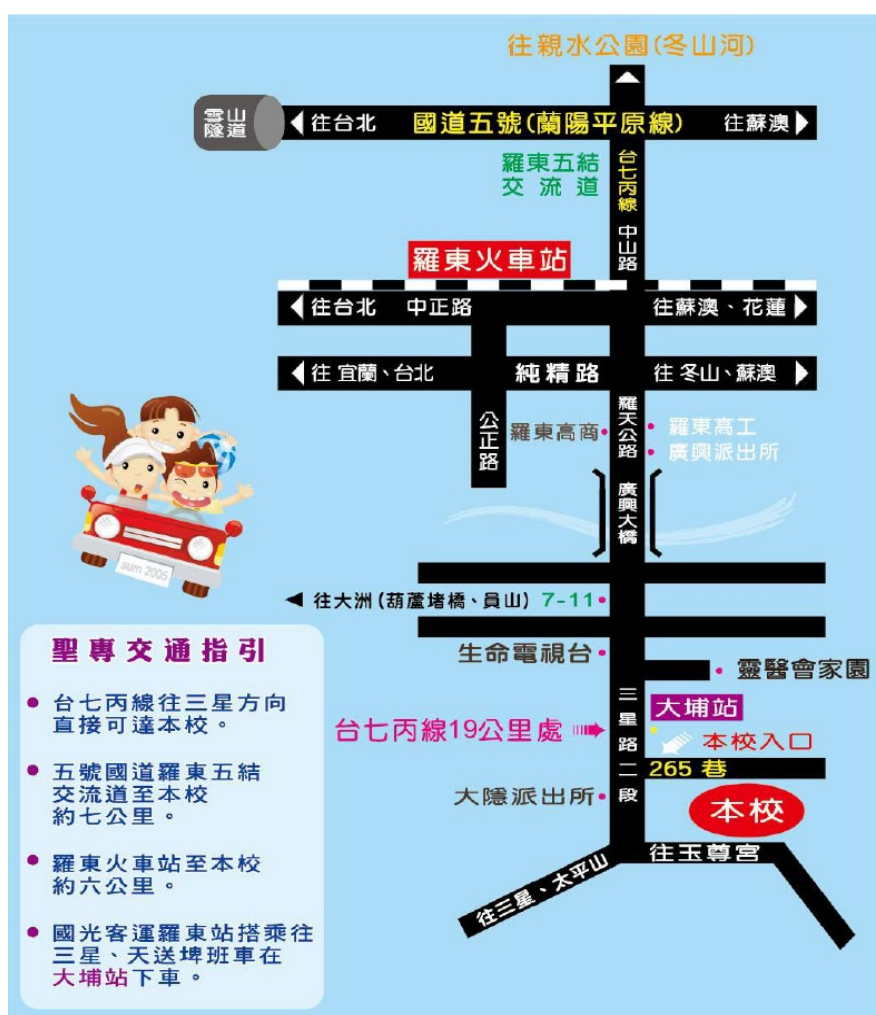 往親水公園(冬山河)
雪山
隧道
往台北
國道五號(蘭陽平原線)
往蘇澳
羅東五結
交流道
台七丙線
中山路
羅東火車站
往台北
中正路
往蘇澳、花蓮
往 宜蘭、台北
純精路
往 冬山、蘇澳
公正路
羅東高商
羅天公路
羅東高工
廣興派出所
廣興大橋
sum 2005
往大洲(葫蘆堵橋、員山)
7-11
生命電視台
靈醫會家園
三星路二段
大埔站
台七丙線19公里處
本校入口
265 巷
大隱派出所
本校
往玉尊宮
往三星、太平山
聖專交通指引
台七丙線往三星方向
直接可達本校。
五號國道羅東五結
交流道至本校
約七公里。
羅東火車站至本校
約六公里。
國光客運羅東站搭乘往
三星、天送埤班車在
大埔站下車。